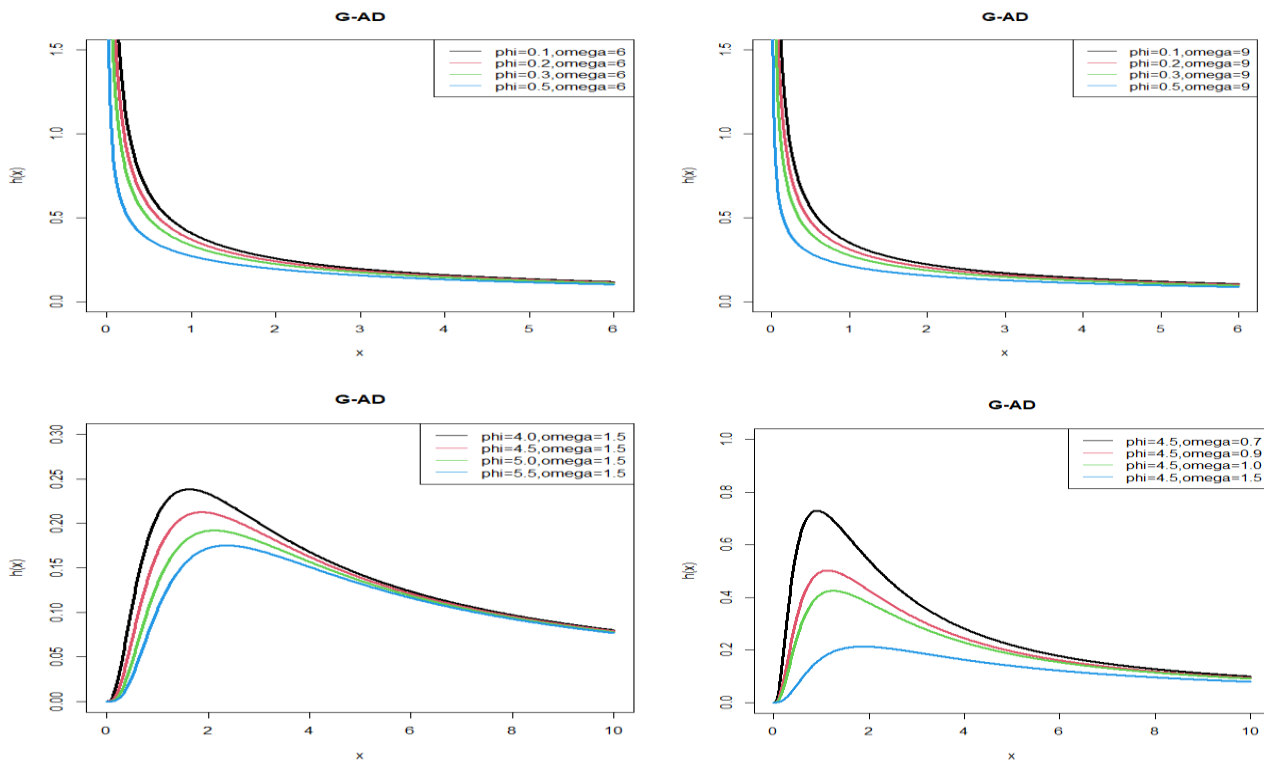 G-AD
phi=0.1,omega=6
phi=0.2,omega=6
phi=0.3,omega=6
phi=0.5,omega=6
h(x)
1.5
1.0
0.5
0.0
0 1 2 3 4 5 6
x
G-AD
phi=0.1,omega=9
phi=0.2,omega=9
phi=0.3,omega=9
phi=0.5,omega=9
h(x)
1.5
1.0
0.5
0.0
0 1 2 3 4 5 6
x
G-AD
phi=4.0,omega=1.5
phi=4.5,omega=1.5
phi=5.0,omega=1.5
phi=5.5,omega=1.5
h(x)
0.30
0.25
0.20
0.15
0.10
0.05
0.00
0 2 4 6 8 10
x
G-AD
phi=4.5,omega=0.7
phi=4.5,omega=0.9
phi=4.5,omega=1.0
phi=4.5,omega=1.5
h(x)
1.0
0.8
0.6
0.4
0.2
0.0
0 2 4 6 8 10
x